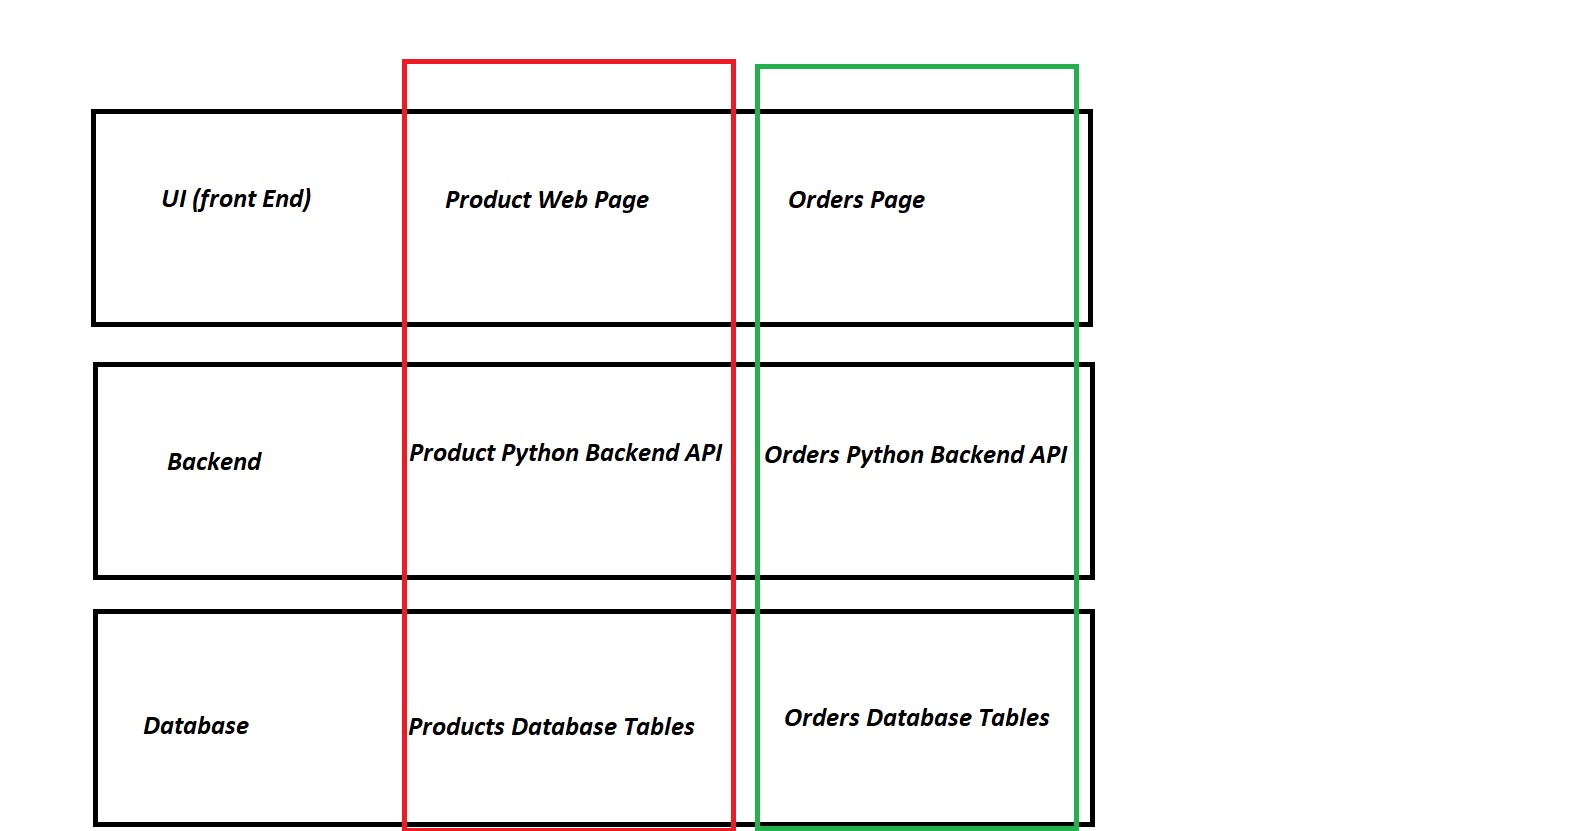 UI (front End)
Product Web Page
Orders Page
Backend
Product Python Backend API
Orders Python Backend API
Database
Products Database Tables
Orders Database Tables